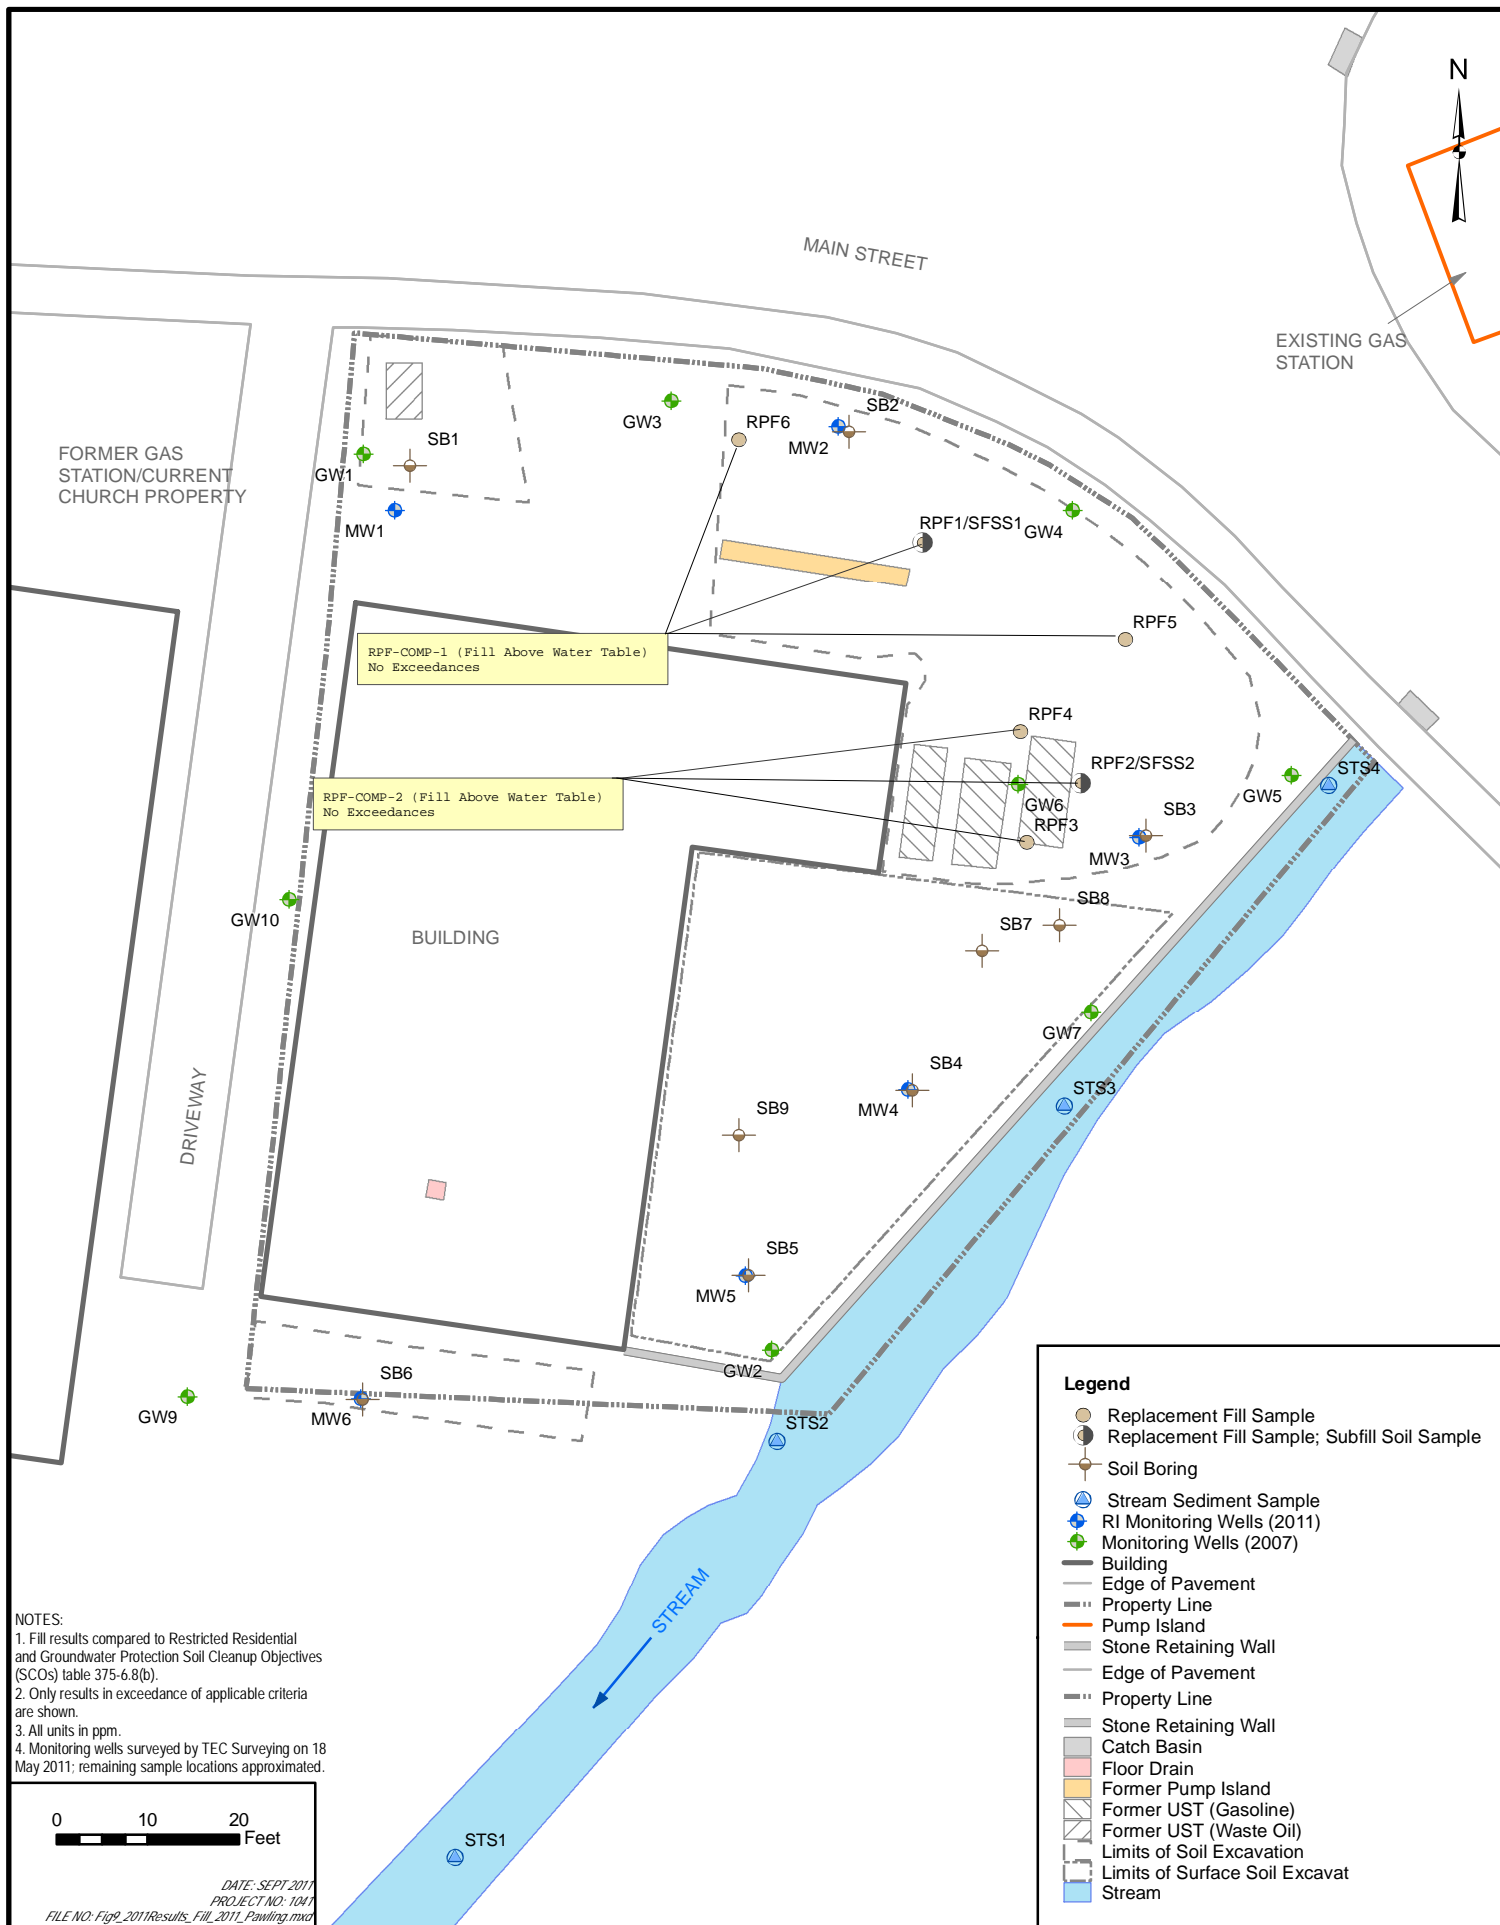 N
MAIN STREET
EXISTING GAS
STATION
SB2
GW3
RPF6
MW2
SB1
FORMER GAS
STATION/CURRENT
CHURCH PROPERTY
GW1
MW1
RPF1/SFSS1
GW4
RPF5
RPF-COMP-1 (Fill Above Water Table)
No Exceedances
RPF4
RPF2/SFSS2
STS4
GW5
RPF-COMP-2 (Fill Above Water Table)
No Exceedances
GW6
SB3
RPF3
MW3
SB8
GW10
SB7
BUILDING
GW7
SB4
STS3
DRIVEWAY
MW4
SB9
SB5
MW5
GW2
SB6
GW9
MW6
STS2
STREAM
STS1
Legend
Replacement Fill Sample
Replacement Fill Sample; Subfill Soil Sample
Soil Boring
Stream Sediment Sample
RI Monitoring Wells (2011)
Monitoring Wells (2007)
Building
Edge of Pavement
Property Line
Pump Island
Stone Retaining Wall
Edge of Pavement
Property Line
Stone Retaining Wall
Catch Basin
Floor Drain
Former Pump Island
Former UST (Gasoline)
Former UST (Waste Oil)
Limits of Soil Excavation
Limits of Surface Soil Excavat
Stream
NOTES:
1. Fill results compared to Restricted Residential
and Groundwater Protection Soil Cleanup Objectives
(SCOs) table 375-6.8(b).
2. Only results in exceedance of applicable criteria
are shown.
3. All units in ppm.
4. Monitoring wells surveyed by TEC Surveying on 18
May 2011; remaining sample locations approximated.
0 10 20
Feet
DATE: SEPT 2011
PROJECT NO: 1041
FILE NO: Fig9_2011Results_Fill_2011_Pawling.mxd